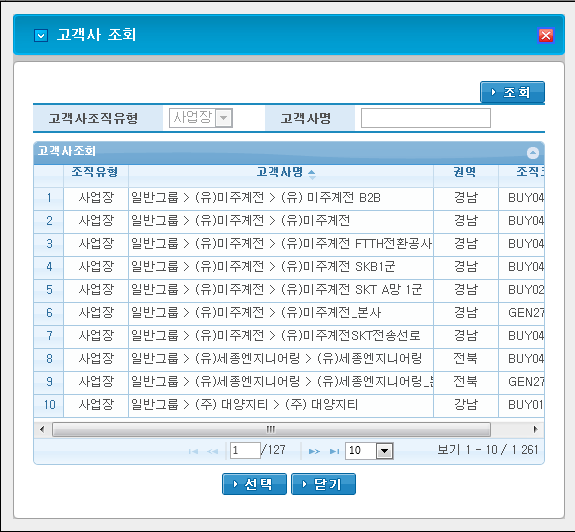 고객사 조회
조회
고객사조직유형 사업장 고객사명
고객사조회
조직유형 고객사명 권역 조직
1 사업장 일반그룹 > (유)미주계전 > (유) 미주계전 B2B 경남 BUY04
2 사업장 일반그룹 > (유)미주계전 > (유)미주계전 경남 BUY04
3 사업장 일반그룹 > (유)미주계전 > (유)미주계전 FTTH전환공사 경남 BUY04
4 사업장 일반그룹 > (유)미주계전 > (유)미주계전 SKB1군 경남 BUY04
5 사업장 일반그룹 > (유)미주계전 > (유)미주계전 SKT A망 1군 경남 BUY02
6 사업장 일반그룹 > (유)미주계전 > (유)미주계전_본사 경남 GEN27
7 사업장 일반그룹 > (유)미주계전 > (유)미주계전SKT전송선로 경남 BUY04
8 사업장 일반그룹 > (유)세종엔지니어링 > (유)세종엔지니어링 전북 BUY04
9 사업장 일반그룹 > (유)세종엔지니어링 > (유)세종엔지니어링_ 전북 GEN27
10 사업장 일반그룹 > (주) 대양지티 > (주) 대양지티 강남 BUY01
1 /127 10 보기 1 - 10 / 1 261
선택 닫기